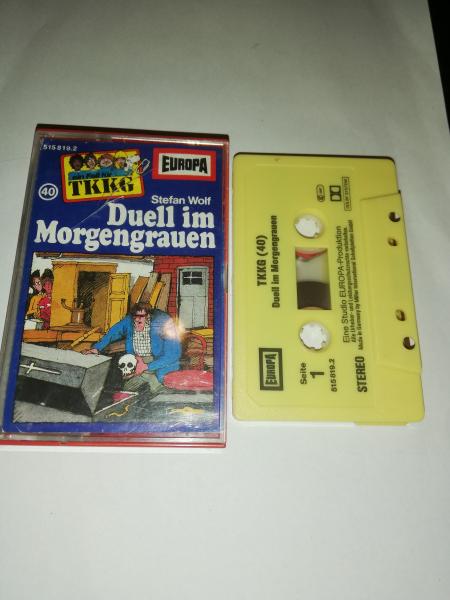 515 819.2
ein Fall für
TKKG
EUROPA
40
Stefan Wolf
Duell im
Morgengrauen
TKKG (40)
Duell im Morgengrauen
EUROPA
Seite
1
515 819.2
Eine Studio EUROPA-Produktion
STEREO